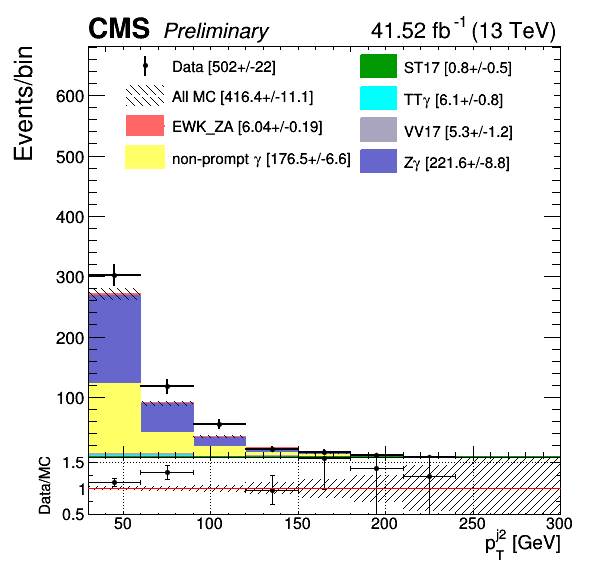 CMS Preliminary 41.52 fb⁻¹ (13 TeV)
Events/bin
Data [502+/-22]
All MC [416.4+/-11.1]
EWK_ZA [6.04+/-0.19]
non-prompt γ [176.5+/-6.6]
ST17 [0.8+/-0.5]
TTγ [6.1+/-0.8]
VV17 [5.3+/-1.2]
Zγ [221.6+/-8.8]
600
500
400
300
200
100
Data/MC
1.5
1
0.5
50 100 150 200 250 300
p_T^j2 [GeV]